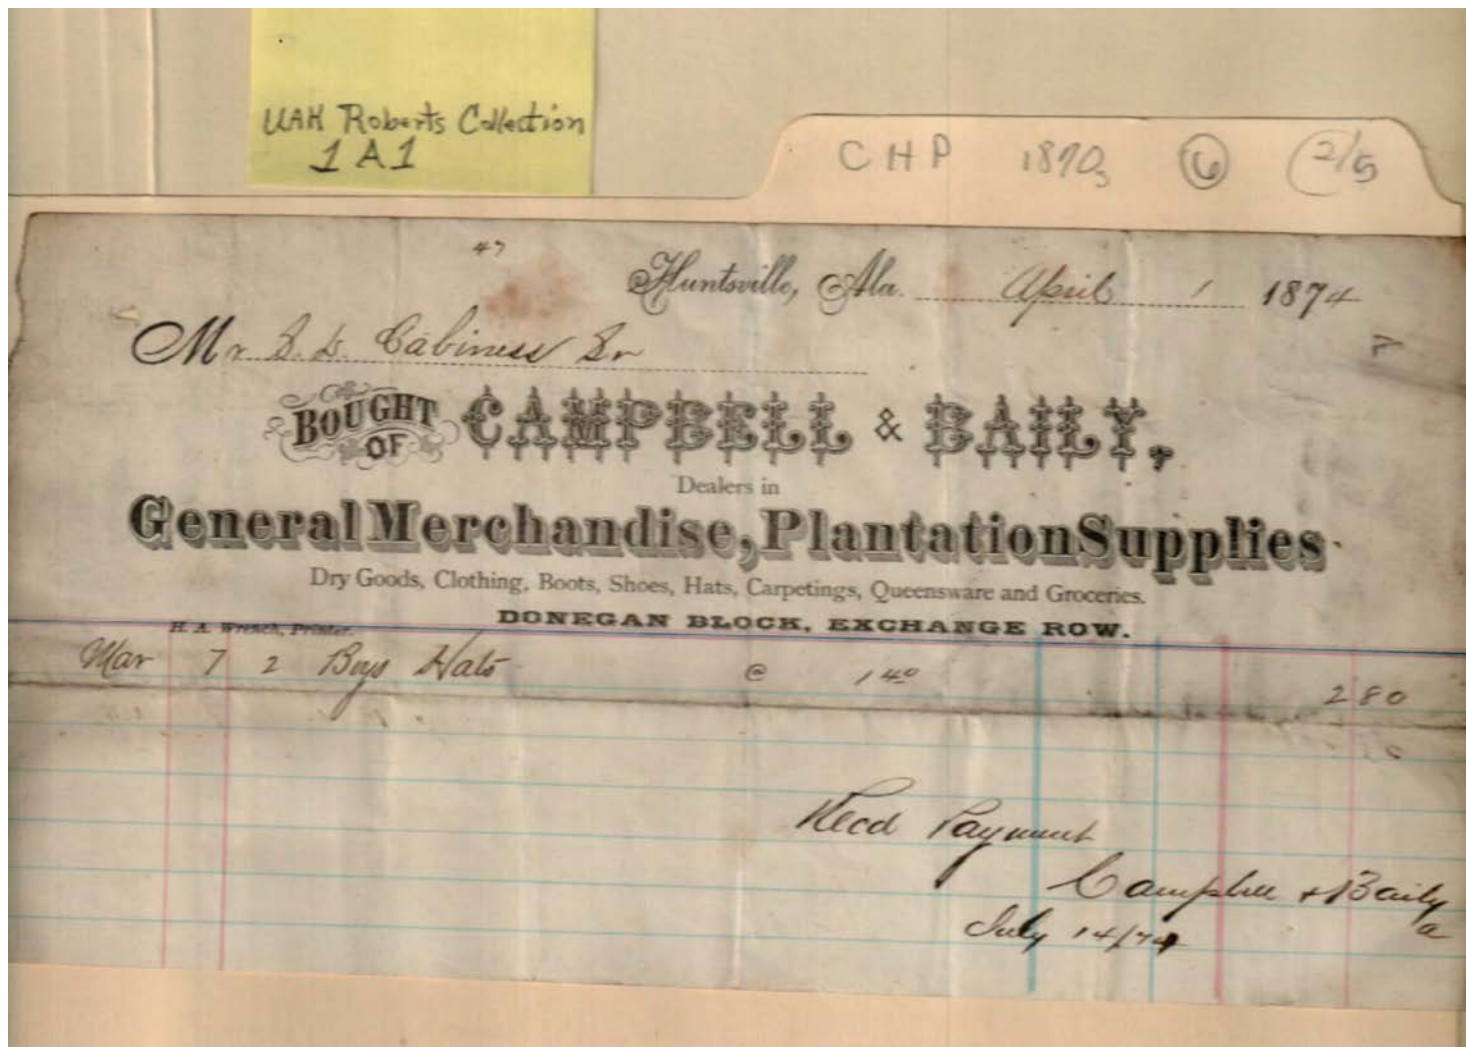 UAH Roberts Collection
1A1
CHP 1870s 6 2/5
47
Huntsville, Ala. April 1 1874
Mr S. D. Cabiness Sr
BOUGHT OF CAMPBELL & BAILY,
Dealers in
General Merchandise, Plantation Supplies
Dry Goods, Clothing, Boots, Shoes, Hats, Carpetings, Queensware and Groceries.
DONEGAN BLOCK, EXCHANGE ROW.
H. A. Wrench, Printer.
Mar 7 2 Boys Hats @ 1 40 2 80
Recd Payment
Campbell & Baily
July 14/74